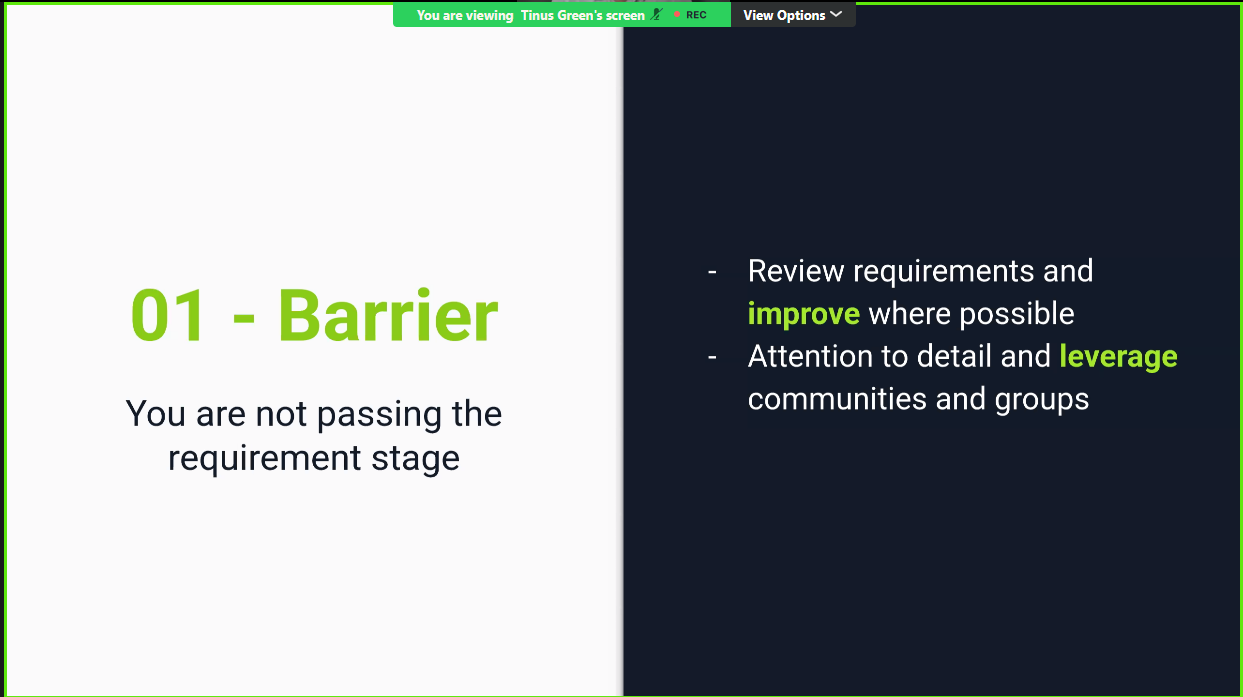 You are viewing Tinus Green's screen REC View Options
01 - Barrier
You are not passing the
requirement stage
- Review requirements and
improve where possible
- Attention to detail and leverage
communities and groups